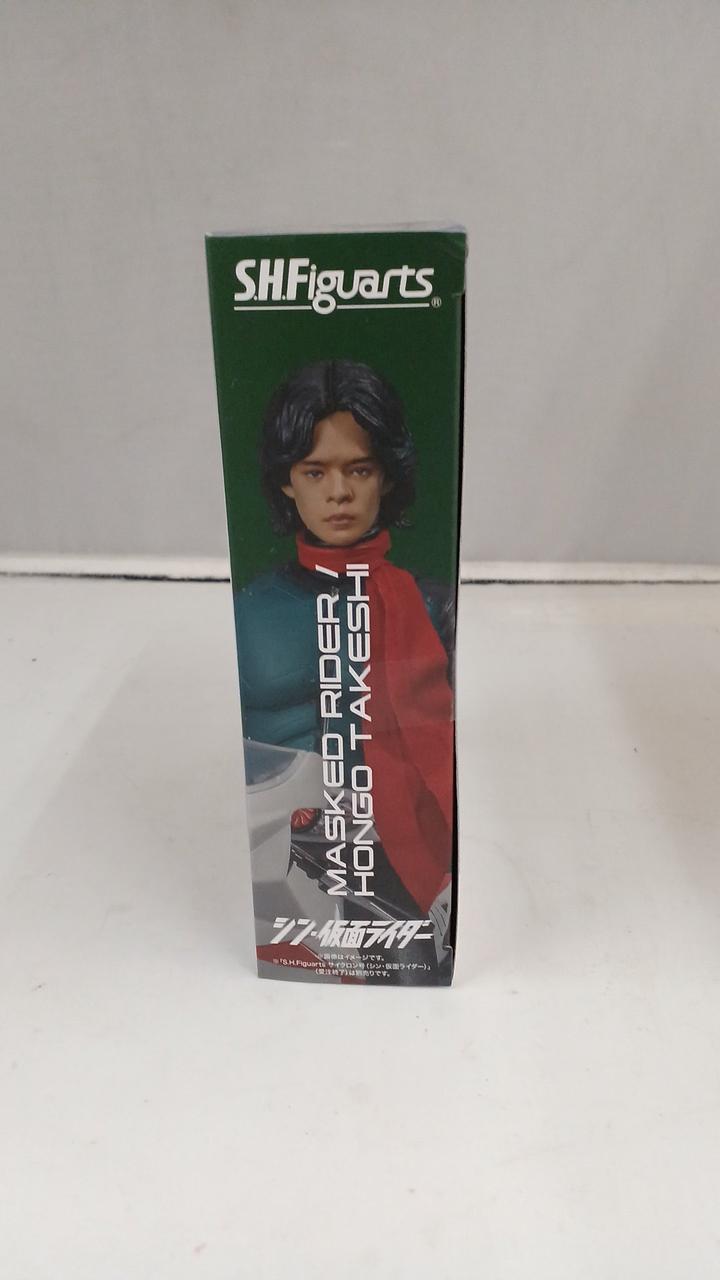 S.H.Figuarts®
MASKED RIDER /
HONGO TAKESHI
シン・仮面ライダー
※画像はイメージです。
※「S.H.Figuarts サイクロン号(シン・仮面ライダー)」
(受注終了)は別売りです。